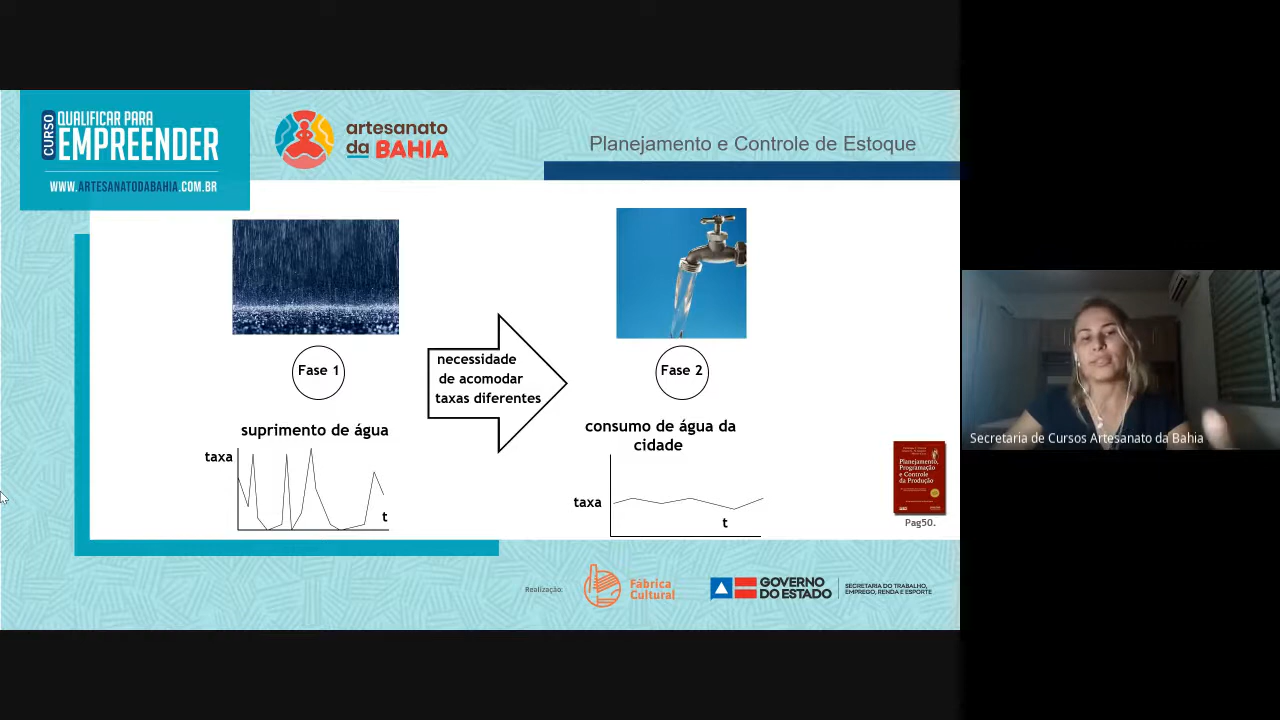 CURSO
QUALIFICAR PARA
EMPREENDER
WWW.ARTESANATODABAHIA.COM.BR
artesanato
da BAHIA
Planejamento e Controle de Estoque
Fase 1
necessidade
de acomodar
taxas diferentes
Fase 2
suprimento de água
taxa
t
consumo de água da
cidade
taxa
t
Planejamento,
Programação
e Controle
da Produção
Pag50.
Secretaria de Cursos Artesanato da Bahia
Realização:
Fábrica
Cultural
GOVERNO
DO ESTADO
SECRETARIA DO TRABALHO,
EMPREGO, RENDA E ESPORTE